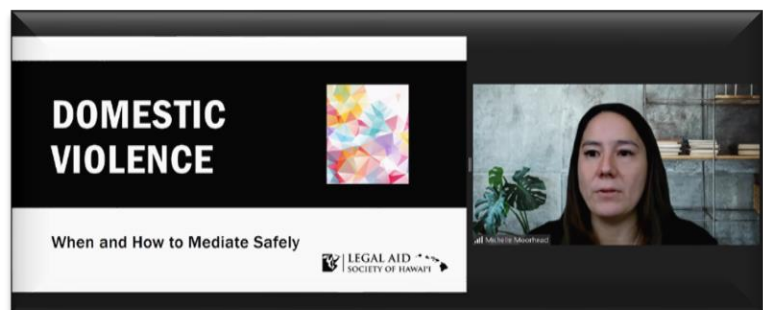 DOMESTIC
VIOLENCE
When and How to Mediate Safely
LEGAL AID
SOCIETY OF HAWAI'I
Michelle Moorhead